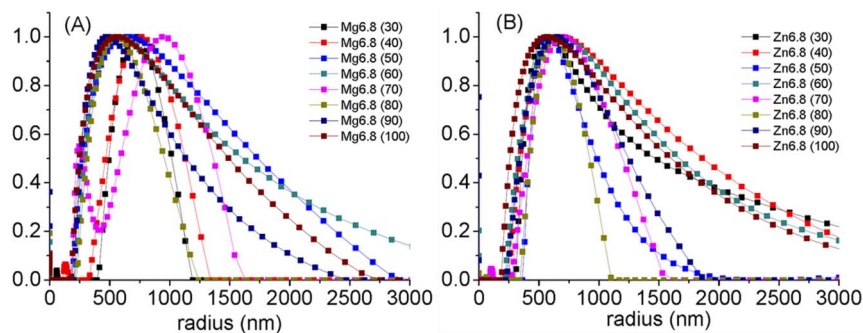 (A)
Mg6.8 (30)
Mg6.8 (40)
Mg6.8 (50)
Mg6.8 (60)
Mg6.8 (70)
Mg6.8 (80)
Mg6.8 (90)
Mg6.8 (100)
1.0
0.8
0.6
0.4
0.2
0.0
0 500 1000 1500 2000 2500 3000
radius (nm)
(B)
Zn6.8 (30)
Zn6.8 (40)
Zn6.8 (50)
Zn6.8 (60)
Zn6.8 (70)
Zn6.8 (80)
Zn6.8 (90)
Zn6.8 (100)
1.0
0.8
0.6
0.4
0.2
0.0
0 500 1000 1500 2000 2500 3000
radius (nm)